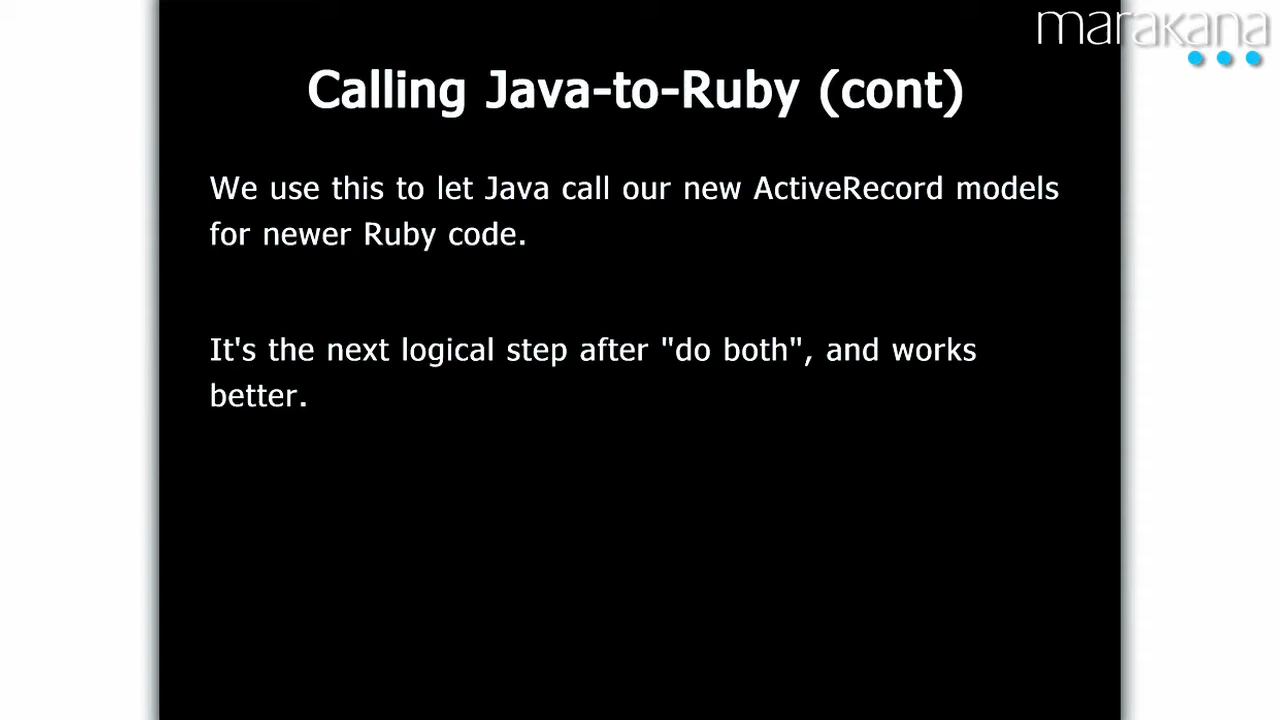 marakana
Calling Java-to-Ruby (cont)
We use this to let Java call our new ActiveRecord models
for newer Ruby code.
It's the next logical step after "do both", and works
better.